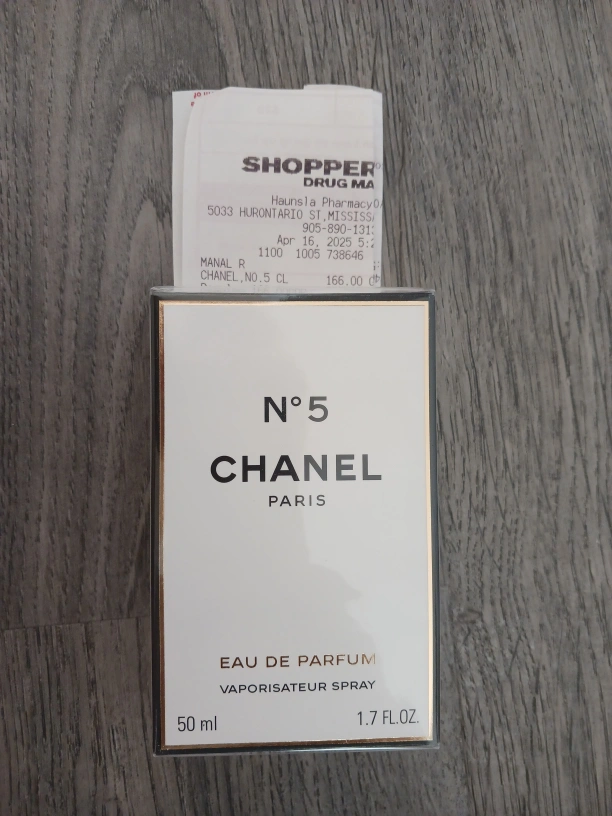 SHOPPER
DRUG MA
Haunsla Pharmacy
5033 HURONTARIO ST,MISSISS
905-890-131
Apr 16, 2025 5:2
1100 1005 738646
MANAL R
CHANEL,NO.5 CL 166.00
N°5
CHANEL
PARIS
EAU DE PARFUM
VAPORISATEUR SPRAY
50 ml 1.7 FL.OZ.